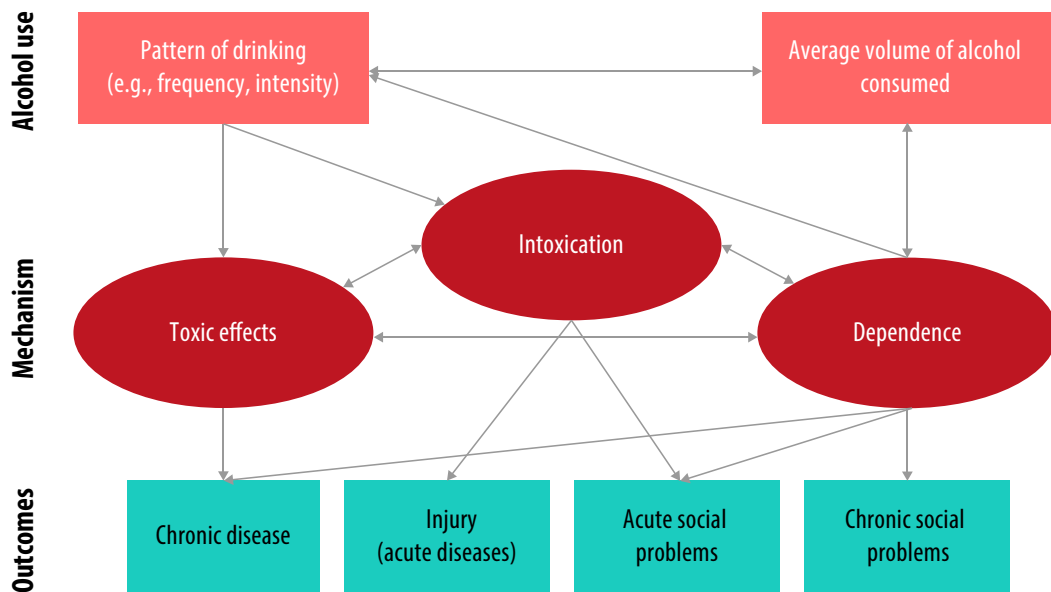 Alcohol use
Pattern of drinking
(e.g., frequency, intensity)
Average volume of alcohol
consumed
Mechanism
Intoxication
Toxic effects
Dependence
Outcomes
Chronic disease
Injury
(acute diseases)
Acute social
problems
Chronic social
problems